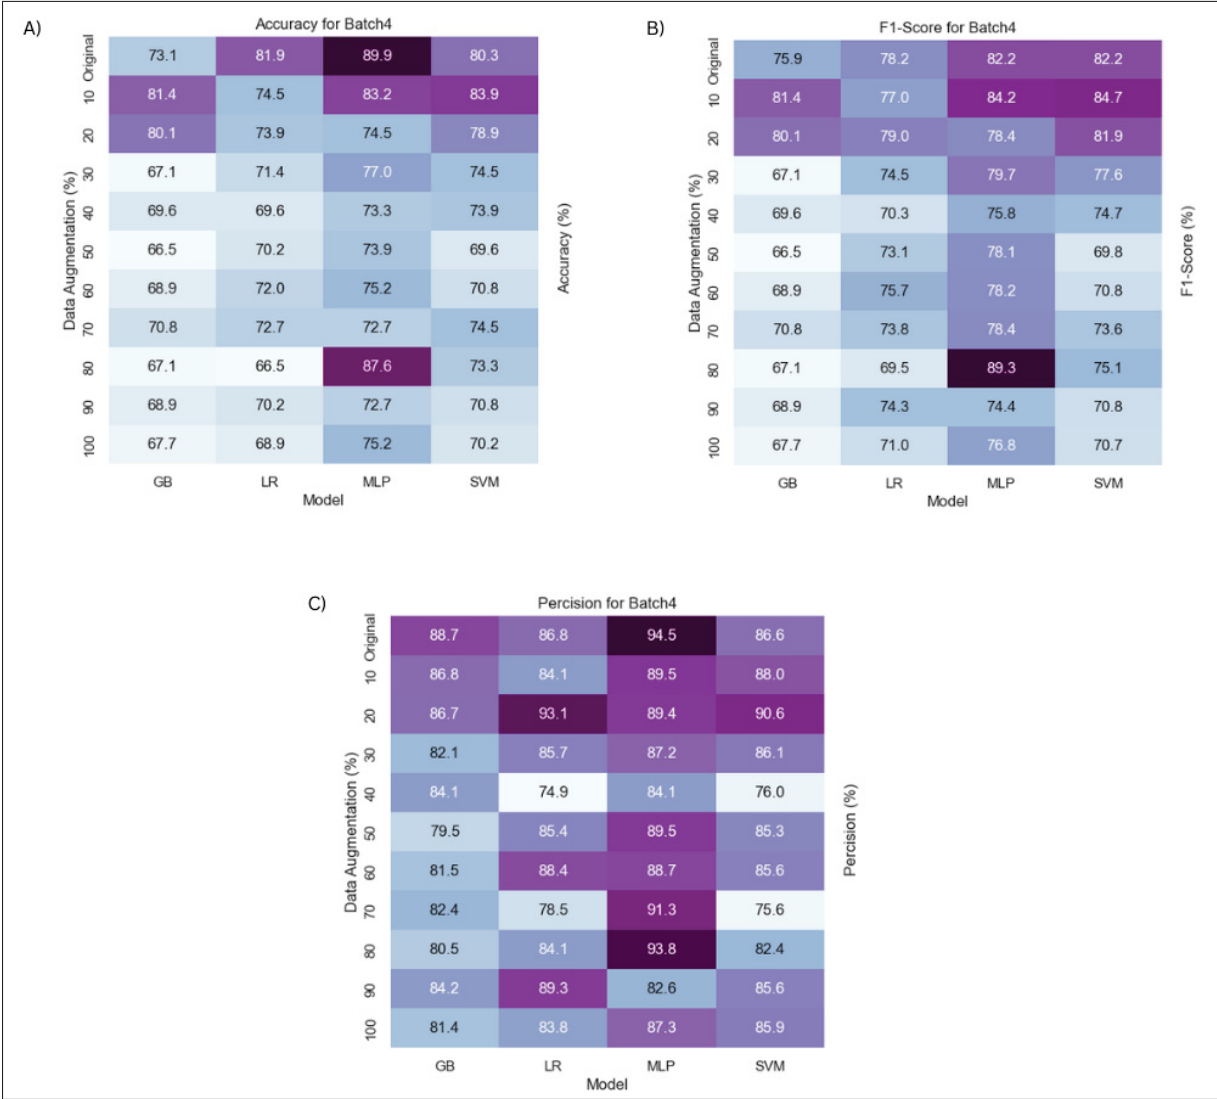 A)
Accuracy for Batch4
Data Augmentation (%)
Original 73.1 81.9 89.9 80.3
10 81.4 74.5 83.2 83.9
20 80.1 73.9 74.5 78.9
30 67.1 71.4 77.0 74.5
40 69.6 69.6 73.3 73.9
50 66.5 70.2 73.9 69.6
60 68.9 72.0 75.2 70.8
70 70.8 72.7 72.7 74.5
80 67.1 66.5 87.6 73.3
90 68.9 70.2 72.7 70.8
100 67.7 68.9 75.2 70.2
GB LR MLP SVM
Model
Accuracy (%)
B)
F1-Score for Batch4
Data Augmentation (%)
Original 75.9 78.2 82.2 82.2
10 81.4 77.0 84.2 84.7
20 80.1 79.0 78.4 81.9
30 67.1 74.5 79.7 77.6
40 69.6 70.3 75.8 74.7
50 66.5 73.1 78.1 69.8
60 68.9 75.7 78.2 70.8
70 70.8 73.8 78.4 73.6
80 67.1 69.5 89.3 75.1
90 68.9 74.3 74.4 70.8
100 67.7 71.0 76.8 70.7
GB LR MLP SVM
Model
F1-Score (%)
C)
Percision for Batch4
Data Augmentation (%)
Original 88.7 86.8 94.5 86.6
10 86.8 84.1 89.5 88.0
20 86.7 93.1 89.4 90.6
30 82.1 85.7 87.2 86.1
40 84.1 74.9 84.1 76.0
50 79.5 85.4 89.5 85.3
60 81.5 88.4 88.7 85.6
70 82.4 78.5 91.3 75.6
80 80.5 84.1 93.8 82.4
90 84.2 89.3 82.6 85.6
100 81.4 83.8 87.3 85.9
GB LR MLP SVM
Model
Percision (%)